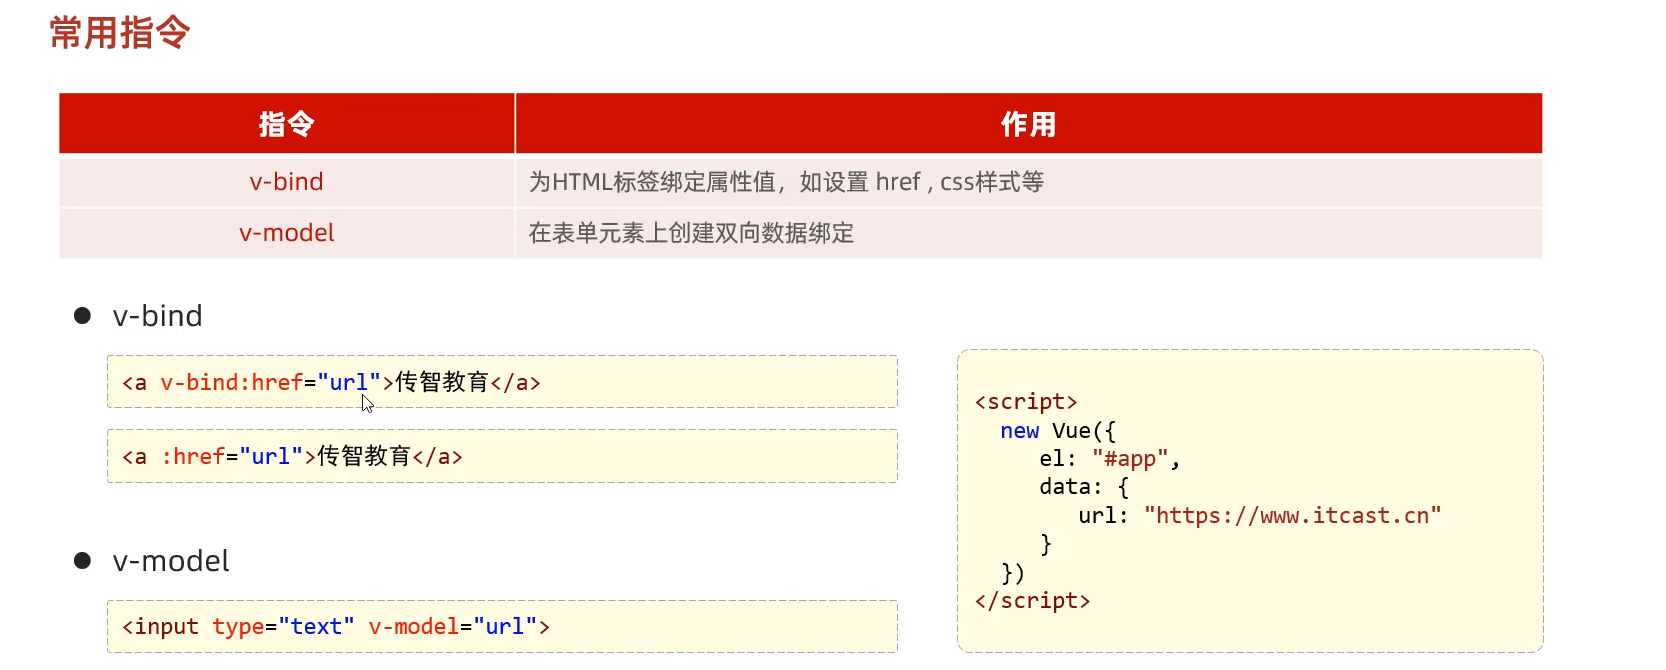 常用指令
指令 作用
v-bind 为HTML标签绑定属性值，如设置 href , css样式等
v-model 在表单元素上创建双向数据绑定
● v-bind
<a v-bind:href="url">传智教育</a>
<a :href="url">传智教育</a>
● v-model
<input type="text" v-model="url">
<script>
new Vue({
el: "#app",
data: {
url: "https://www.itcast.cn"
}
})
</script>